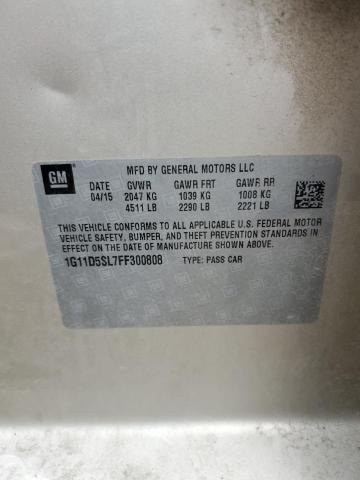 GM
MFD BY GENERAL MOTORS LLC
DATE GVWR GAWR FRT GAWR RR
04/15 2047 KG 1039 KG 1008 KG
4511 LB 2290 LB 2221 LB
THIS VEHICLE CONFORMS TO ALL APPLICABLE U.S. FEDERAL MOTOR
VEHICLE SAFETY, BUMPER, AND THEFT PREVENTION STANDARDS IN
EFFECT ON THE DATE OF MANUFACTURE SHOWN ABOVE.
1G11D5SL7FF300808 TYPE: PASS CAR